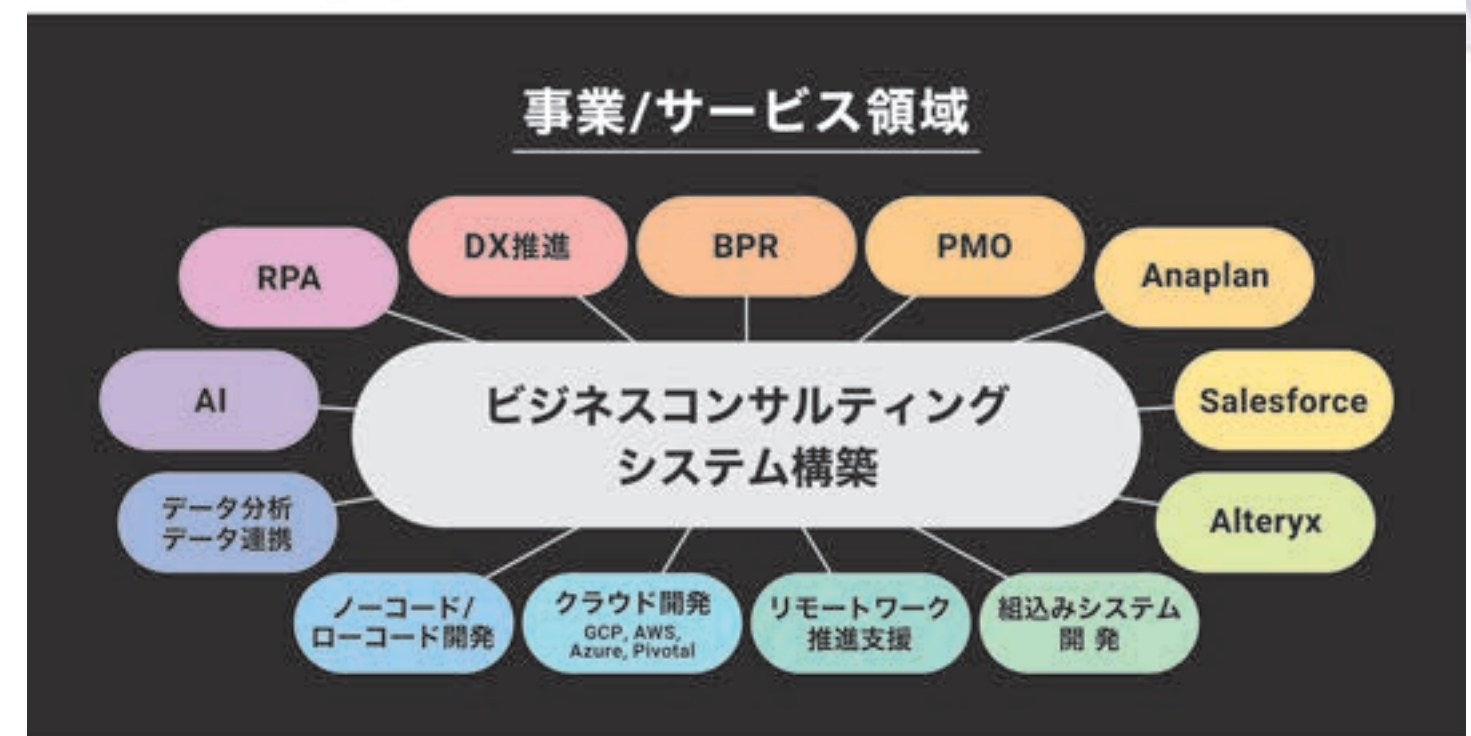 事業/サービス領域
RPA
DX推進
BPR
PMO
Anaplan
AI
ビジネスコンサルティング
システム構築
Salesforce
データ分析
データ連携
Alteryx
ノーコード/
ローコード開発
クラウド開発
GCP, AWS,
Azure, Pivotal
リモートワーク
推進支援
組込みシステム
開 発